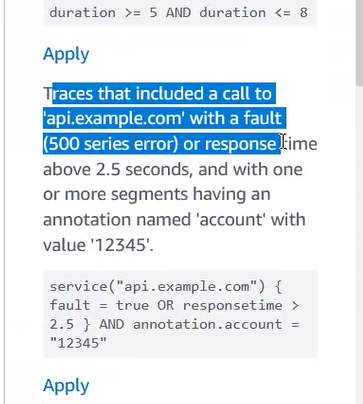 duration >= 5 AND duration <= 8
Apply
Traces that included a call to
'api.example.com' with a fault
(500 series error) or response time
above 2.5 seconds, and with one
or more segments having an
annotation named 'account' with
value '12345'.
service("api.example.com") {
fault = true OR responsetime >
2.5 } AND annotation.account =
"12345"
Apply